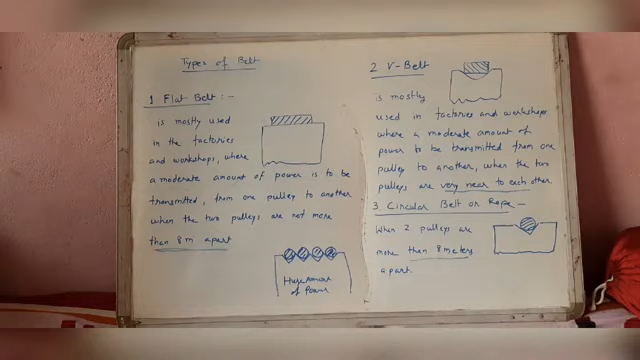 Types of Belt
1 Flat Belt :-
is mostly used
in the factories
and workshops, where
a moderate amount of power is to be
transmitted, from one pulley to another
when the two pulleys are not more
than 8m apart
Huge amount
of Power
2 V-Belt
is mostly
used in factories and workshops
where a moderate amount of
power to be transmitted from one
pulley to another, when the two
pulleys are very near to each other.
3 Circular Belt or Rope -
When 2 pulleys are
more than 8 meters
apart.